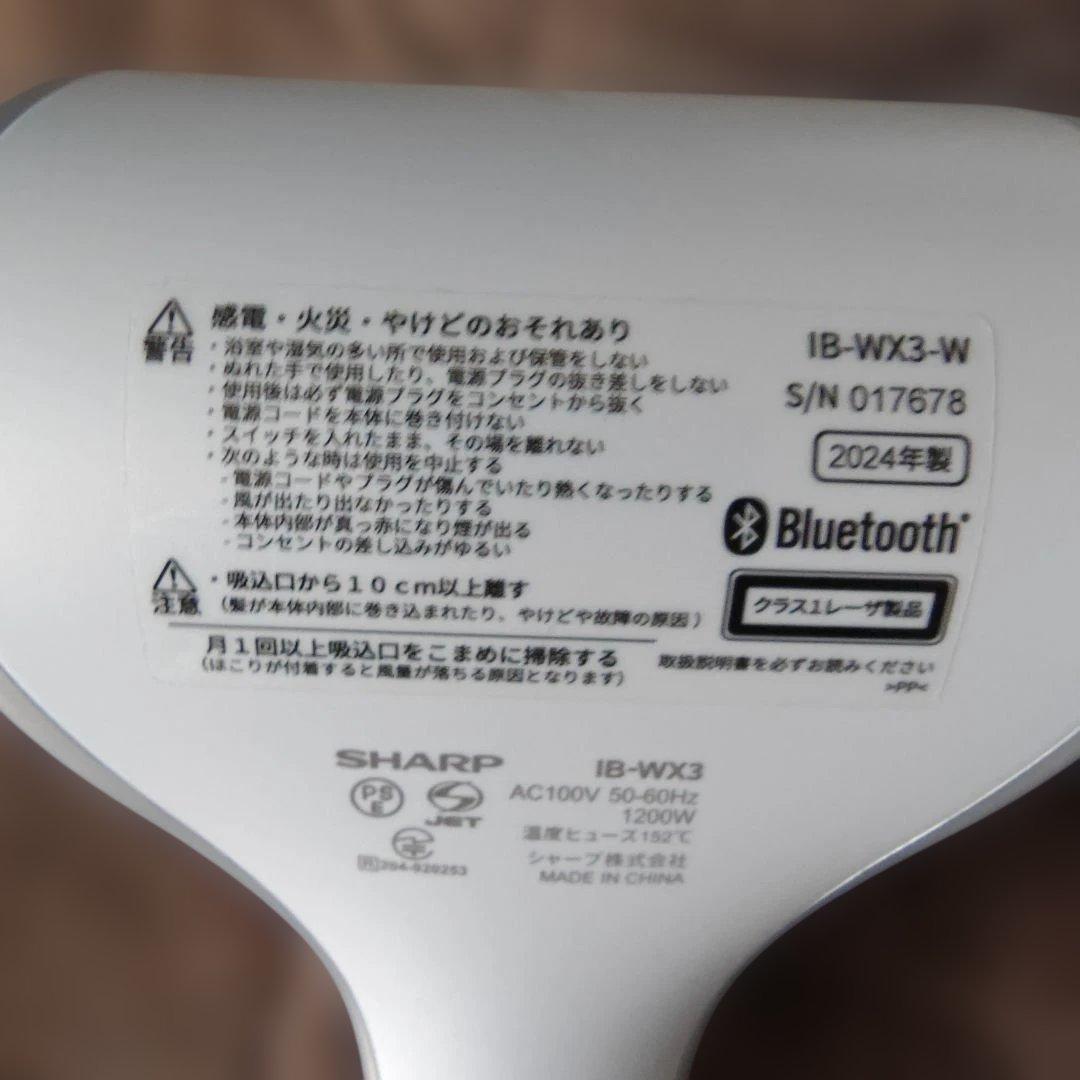 警告
感電・火災・やけどのおそれあり
・浴室や湿気の多い所で使用および保管をしない
・ぬれた手で使用したり、電源プラグの抜き差しをしない
・使用後は必ず電源プラグをコンセントから抜く
・電源コードを本体に巻き付けない
・スイッチを入れたまま、その場を離れない
・次のような時は使用を中止する
- 電源コードやプラグが傷んでいたり熱くなったりする
- 風が出たり出なかったりする
- 本体内部が真っ赤になり煙が出る
- コンセントの差し込みがゆるい
注意
・吸込口から10cm以上離す
(髪が本体内部に巻き込まれたり、やけどや故障の原因)
月1回以上吸込口をこまめに掃除する
(ほこりが付着すると風量が落ちる原因となります)
IB-WX3-W
S/N 017678
2024年製
Bluetooth
クラス1レーザ製品
取扱説明書を必ずお読みください
>PP<
SHARP
IB-WX3
PSE
JET
AC100V 50-60Hz
1200W
温度ヒューズ152℃
R 204-920253
シャープ株式会社
MADE IN CHINA